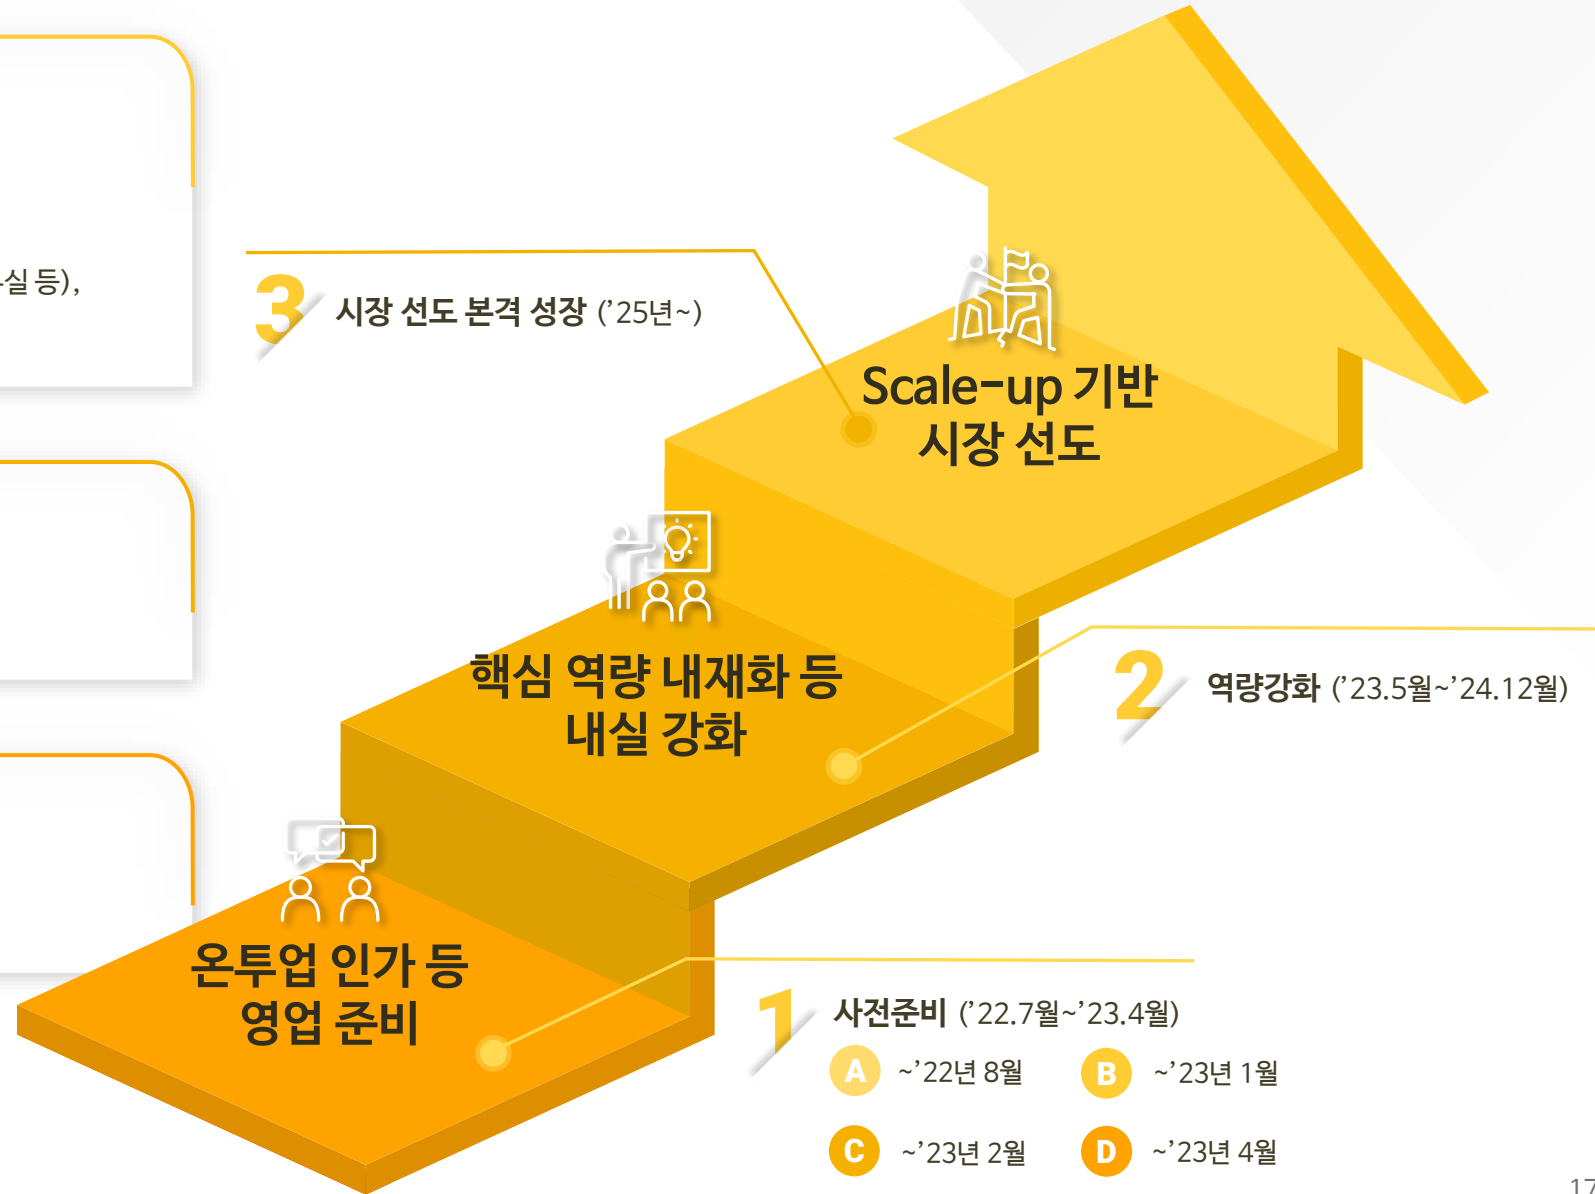 실 등),
3 시장 선도 본격 성장 (’25년~)
Scale-up 기반
시장 선도
핵심 역량 내재화 등
내실 강화
2 역량강화 (’23.5월~’24.12월)
온투업 인가 등
영업 준비
1 사전준비 (’22.7월~’23.4월)
A ~’22년 8월
B ~’23년 1월
C ~’23년 2월
D ~’23년 4월
17